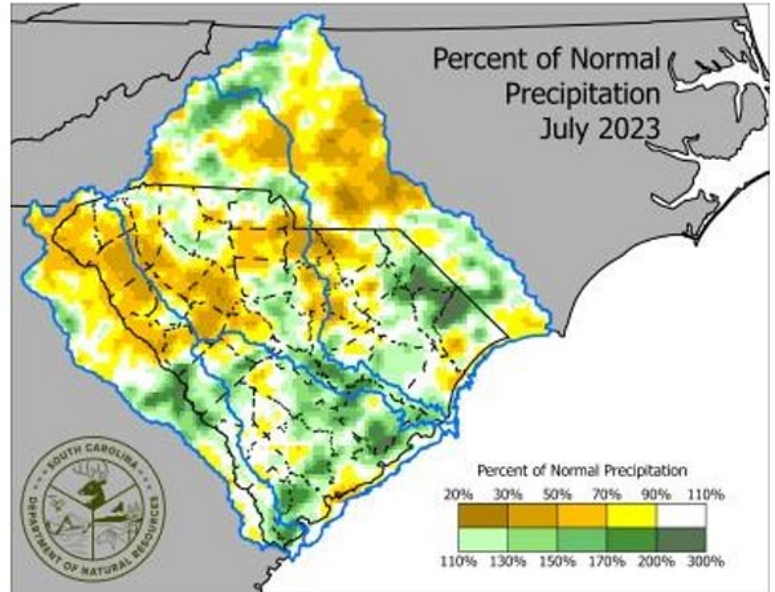 Percent of Normal
Precipitation
July 2023
SOUTH CAROLINA
DEPARTMENT OF NATURAL RESOURCES
Percent of Normal Precipitation
20% 30% 50% 70% 90% 110%
110% 130% 150% 170% 200% 300%